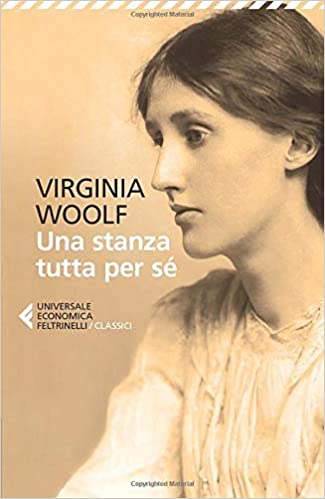 VIRGINIA
WOOLF
Una stanza
tutta per sé
UNIVERSALE
ECONOMICA
FELTRINELLI/CLASSICI